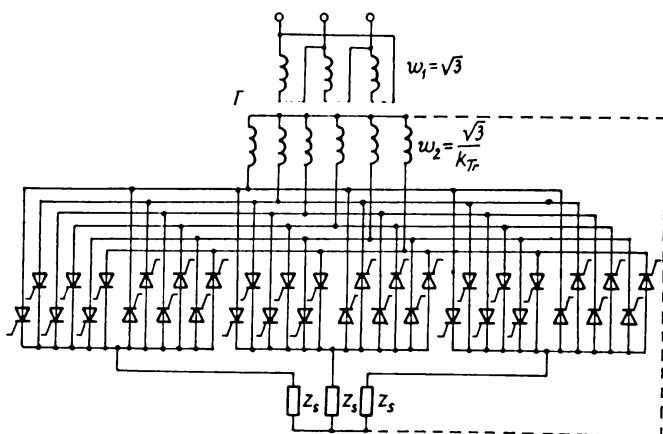 w₁=√3
T
w₂=√3/k_Tr
Z_s Z_s Z_s